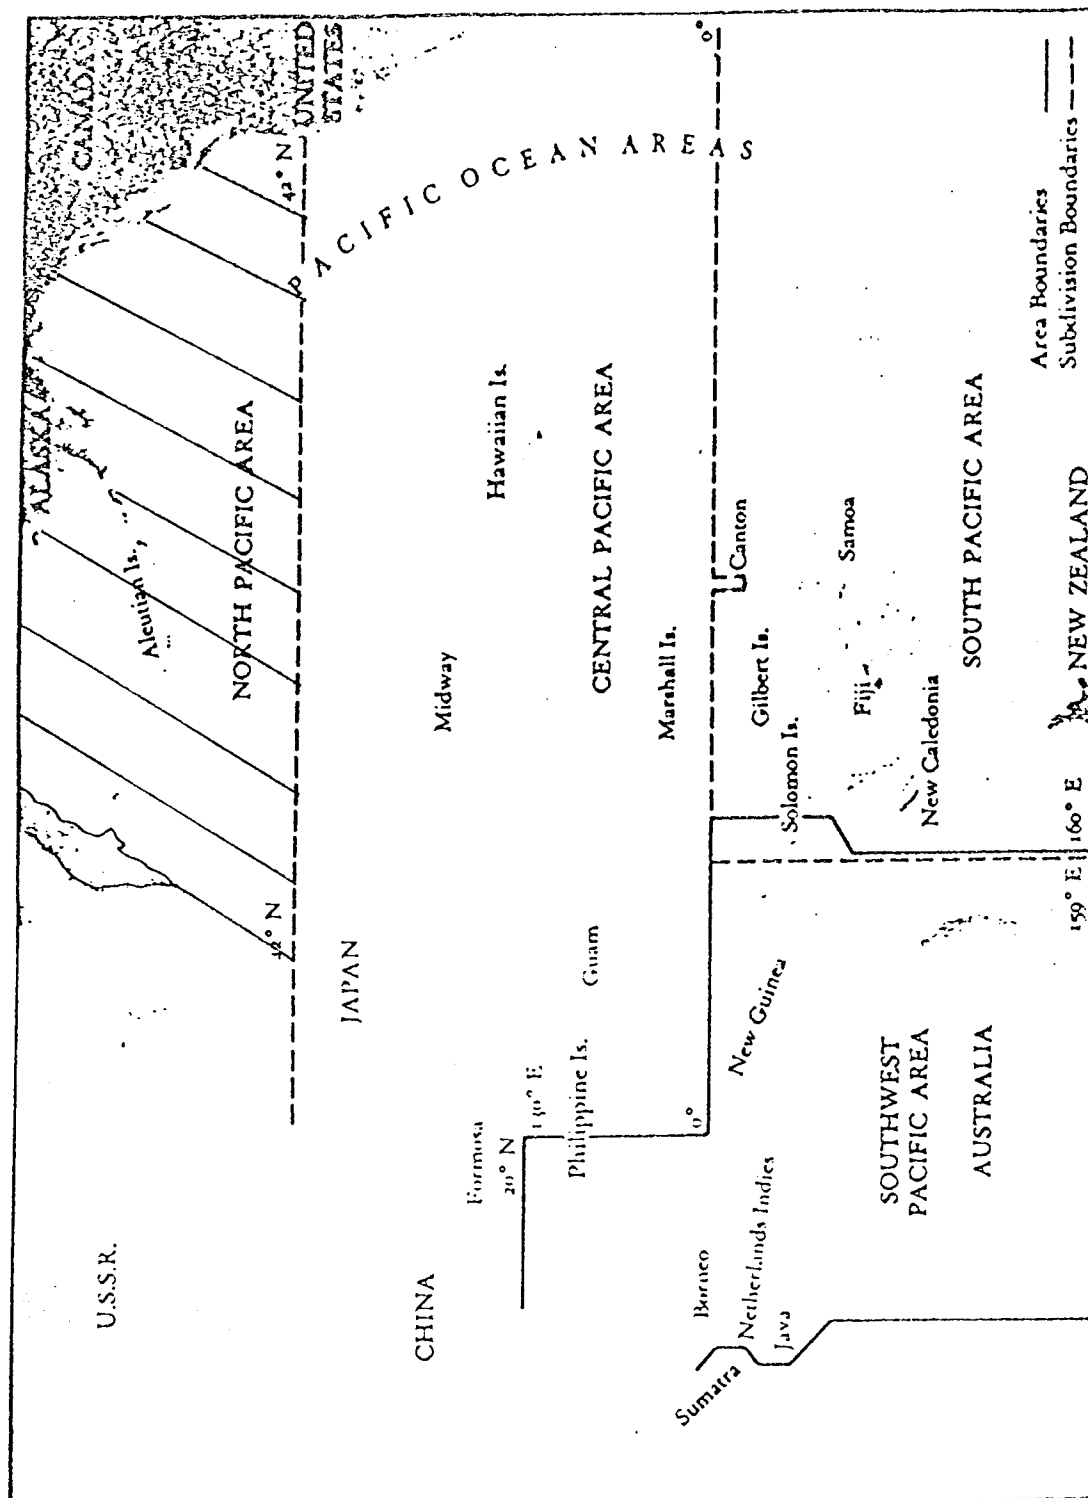 U.S.S.R.
CANADA
ALASKA
Aleutian Is.
NORTH PACIFIC AREA
42° N
42° N
UNITED
STATES
PACIFIC OCEAN AREAS
JAPAN
CHINA
Midway
Formosa
Hawaiian Is.
20° N
130° E
Philippine Is.
Guam
CENTRAL PACIFIC AREA
Marshall Is.
Borneo
0°
0°
Sumatra
Netherlands Indies
New Guinea
Canton
Gilbert Is.
Java
Solomon Is.
Samoa
Fiji
SOUTHWEST
PACIFIC AREA
New Caledonia
AUSTRALIA
SOUTH PACIFIC AREA
Area Boundaries
Subdivision Boundaries
159° E
160° E
NEW ZEALAND